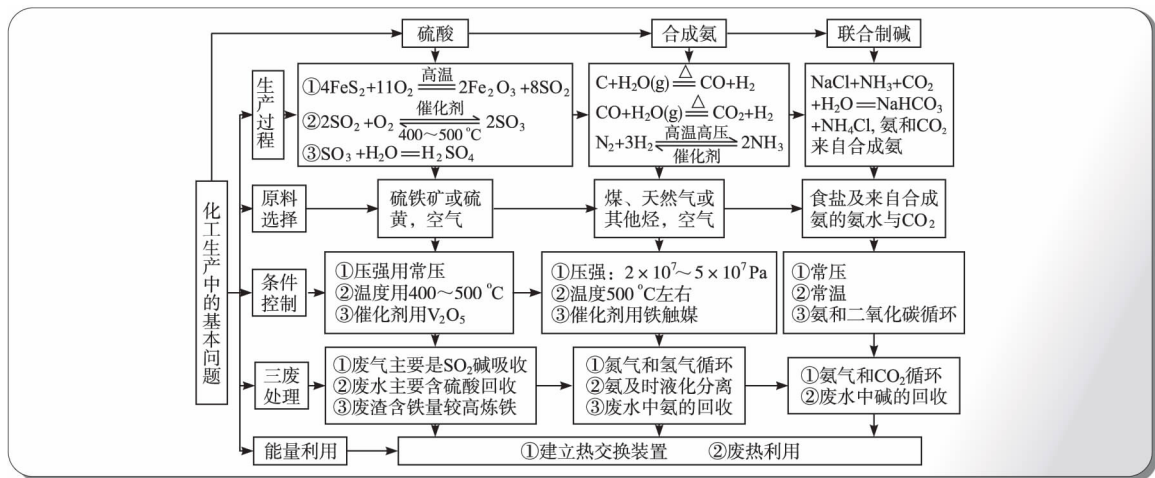 硫酸
合成氨
联合制碱
化工生产中的基本问题
生产过程
①4FeS₂+11O₂ 高温 ═ 2Fe₂O₃+8SO₂
②2SO₂+O₂ 催化剂 ⇌ 400～500 ℃ 2SO₃
③SO₃+H₂O═H₂SO₄
C+H₂O(g) △ ═ CO+H₂
CO+H₂O(g) △ ═ CO₂+H₂
N₂+3H₂ 高温高压 ⇌ 催化剂 2NH₃
NaCl+NH₃+CO₂
+H₂O═NaHCO₃
+NH₄Cl, 氨和CO₂
来自合成氨
原料
选择
硫铁矿或硫
黄，空气
煤、天然气或
其他烃，空气
食盐及来自合成
氨的氨水与CO₂
条件
控制
①压强用常压
②温度用400～500 ℃
③催化剂用V₂O₅
①压强：2×10⁷～5×10⁷Pa
②温度500 ℃左右
③催化剂用铁触媒
①常压
②常温
③氨和二氧化碳循环
三废
处理
①废气主要是SO₂碱吸收
②废水主要含硫酸回收
③废渣含铁量较高炼铁
①氮气和氢气循环
②氨及时液化分离
③废水中氨的回收
①氨气和CO₂循环
②废水中碱的回收
能量利用
①建立热交换装置 ②废热利用